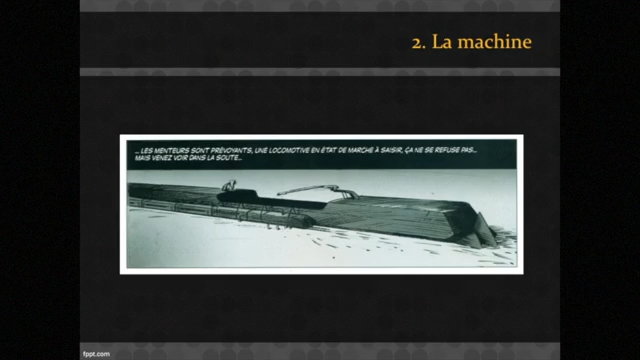 2. La machine
... LES MENTEURS SONT PRÉVOYANTS, UNE LOCOMOTIVE EN ÉTAT DE MARCHE À SAISIR, ÇA NE SE REFUSE PAS...
MAIS VENEZ VOIR DANS LA SOUTE...
fppt.com